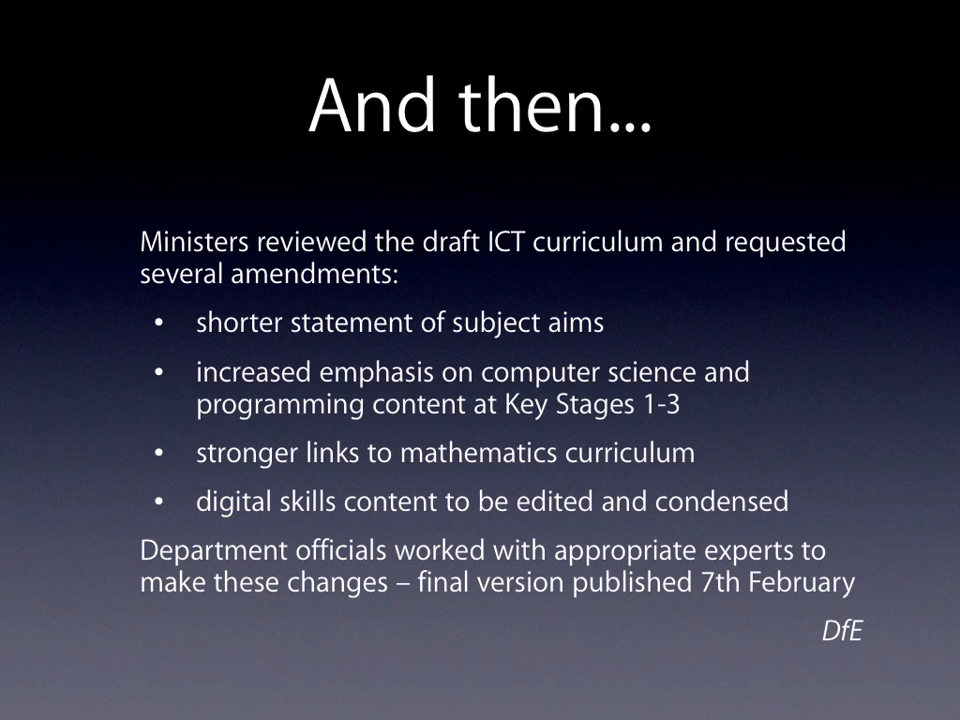 And then...
Ministers reviewed the draft ICT curriculum and requested
several amendments:
• shorter statement of subject aims
• increased emphasis on computer science and
programming content at Key Stages 1-3
• stronger links to mathematics curriculum
• digital skills content to be edited and condensed
Department officials worked with appropriate experts to
make these changes – final version published 7th February
DfE